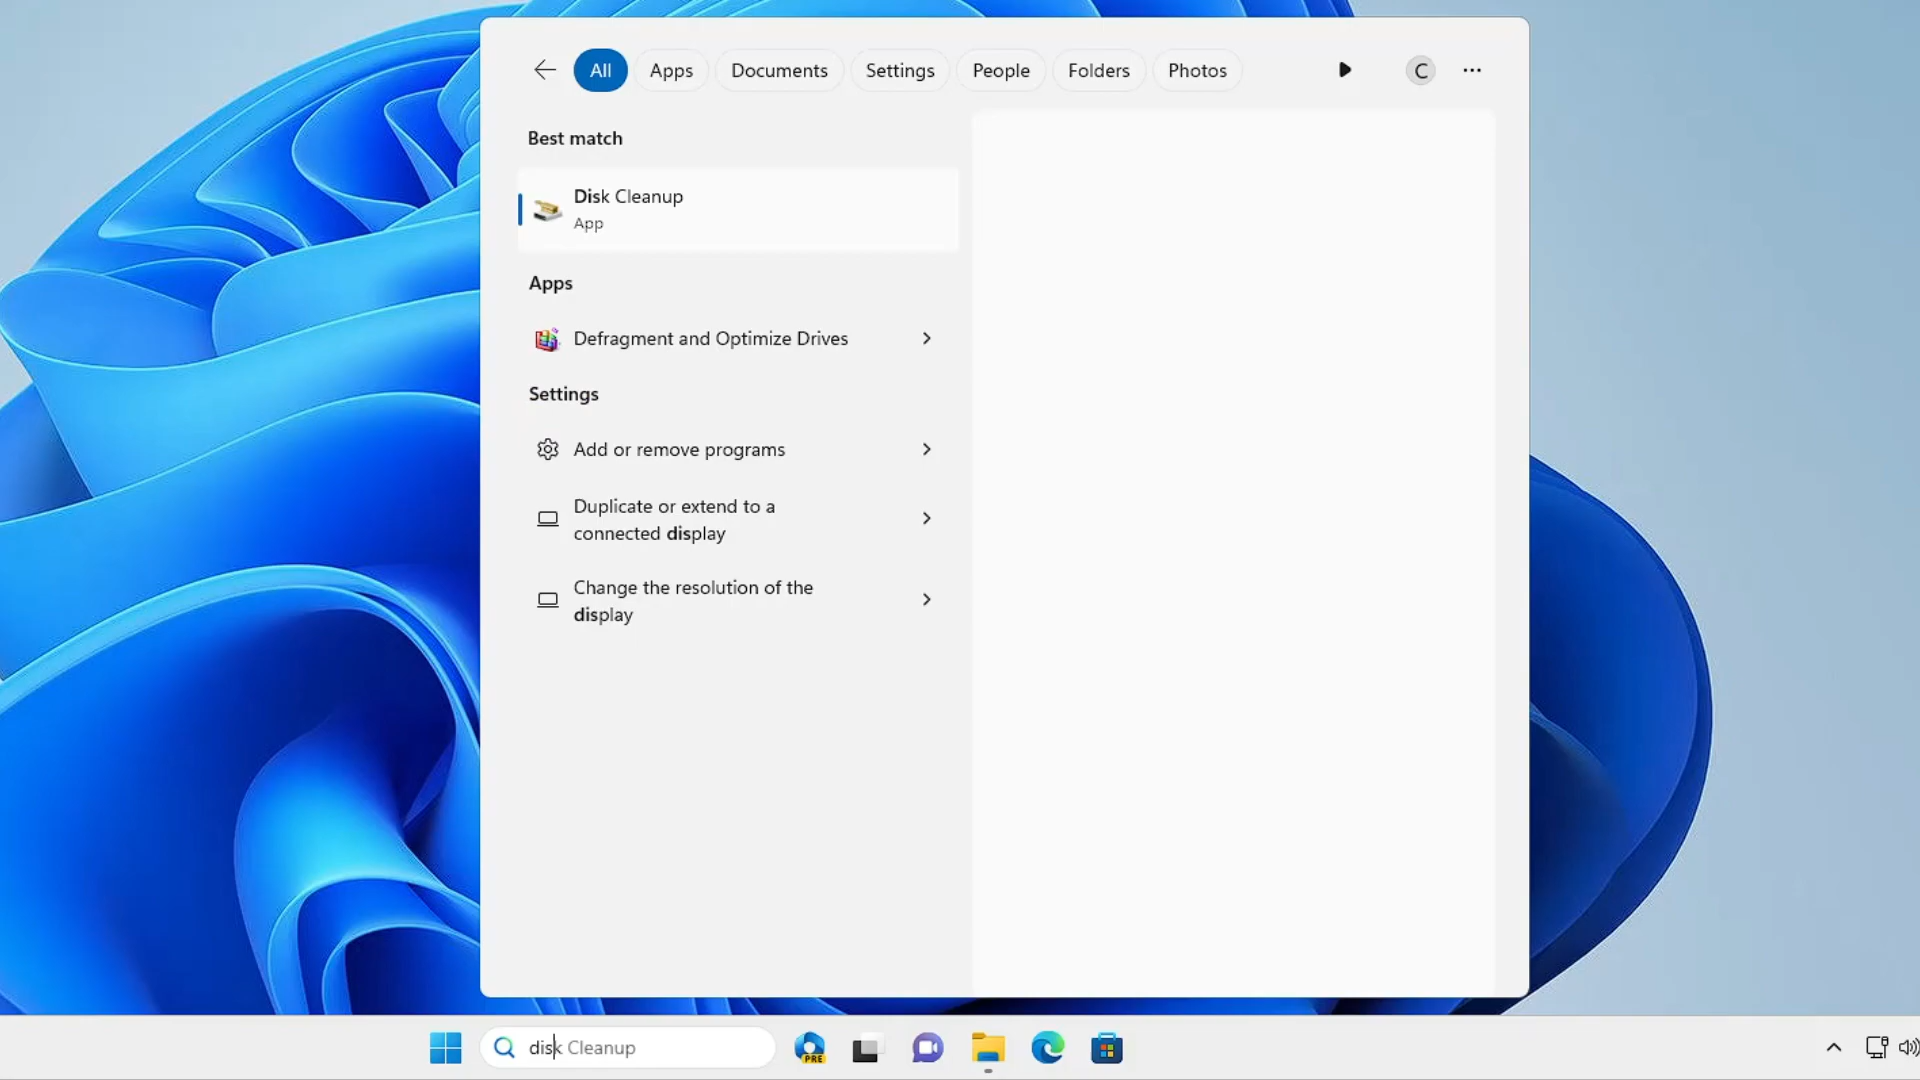 All Apps Documents Settings People Folders Photos C
Best match
Disk Cleanup
App
Apps
Defragment and Optimize Drives
Settings
Add or remove programs
Duplicate or extend to a
connected display
Change the resolution of the
display
disk Cleanup
PRE